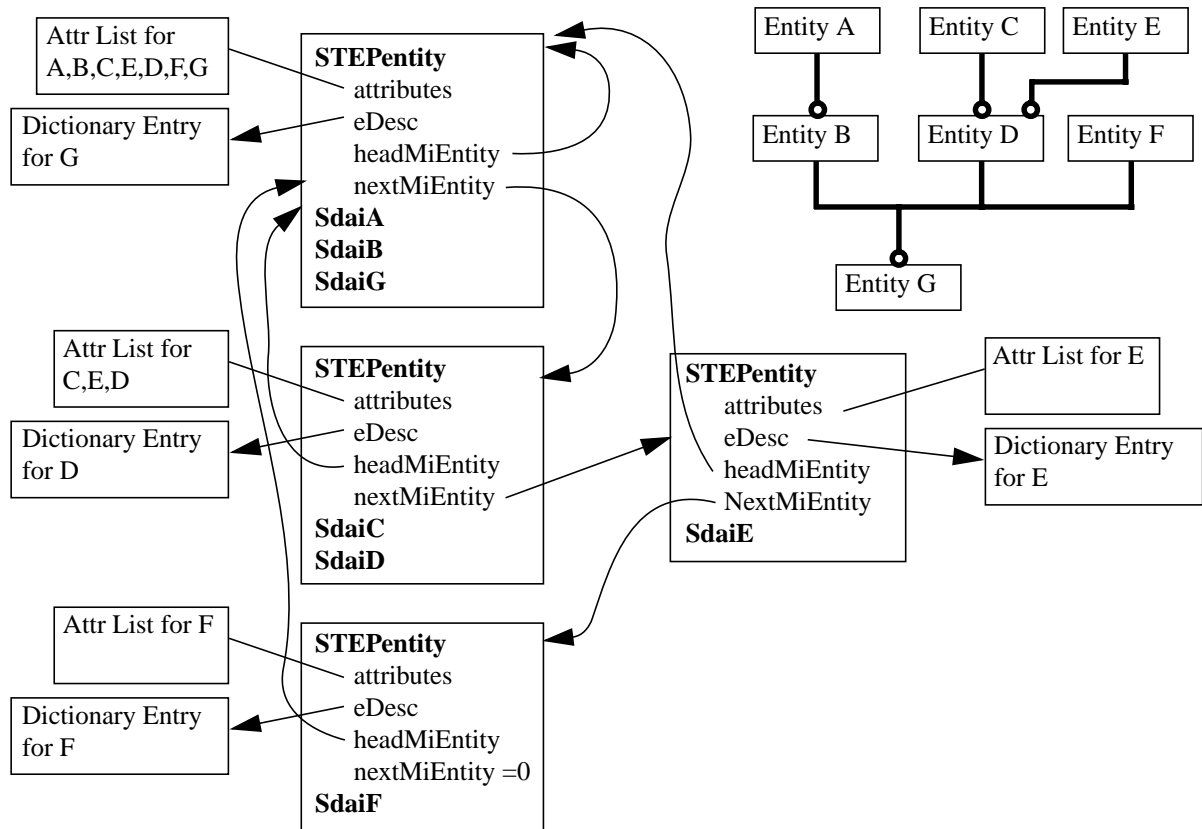 Attr List for
A,B,C,E,D,F,G
Dictionary Entry
for G
STEPentity
attributes
eDesc
headMiEntity
nextMiEntity
SdaiA
SdaiB
SdaiG
Entity A
Entity C
Entity E
Entity B
Entity D
Entity F
Entity G
Attr List for
C,E,D
Dictionary Entry
for D
STEPentity
attributes
eDesc
headMiEntity
nextMiEntity
SdaiC
SdaiD
STEPentity
attributes
eDesc
headMiEntity
NextMiEntity
SdaiE
Attr List for E
Dictionary Entry
for E
Attr List for F
Dictionary Entry
for F
STEPentity
attributes
eDesc
headMiEntity
nextMiEntity =0
SdaiF